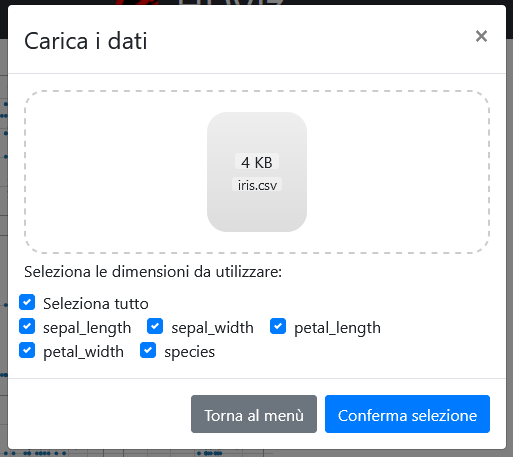 Carica i dati
×
4 KB
iris.csv
Seleziona le dimensioni da utilizzare:
Seleziona tutto
sepal_length sepal_width petal_length
petal_width species
Torna al menù Conferma selezione